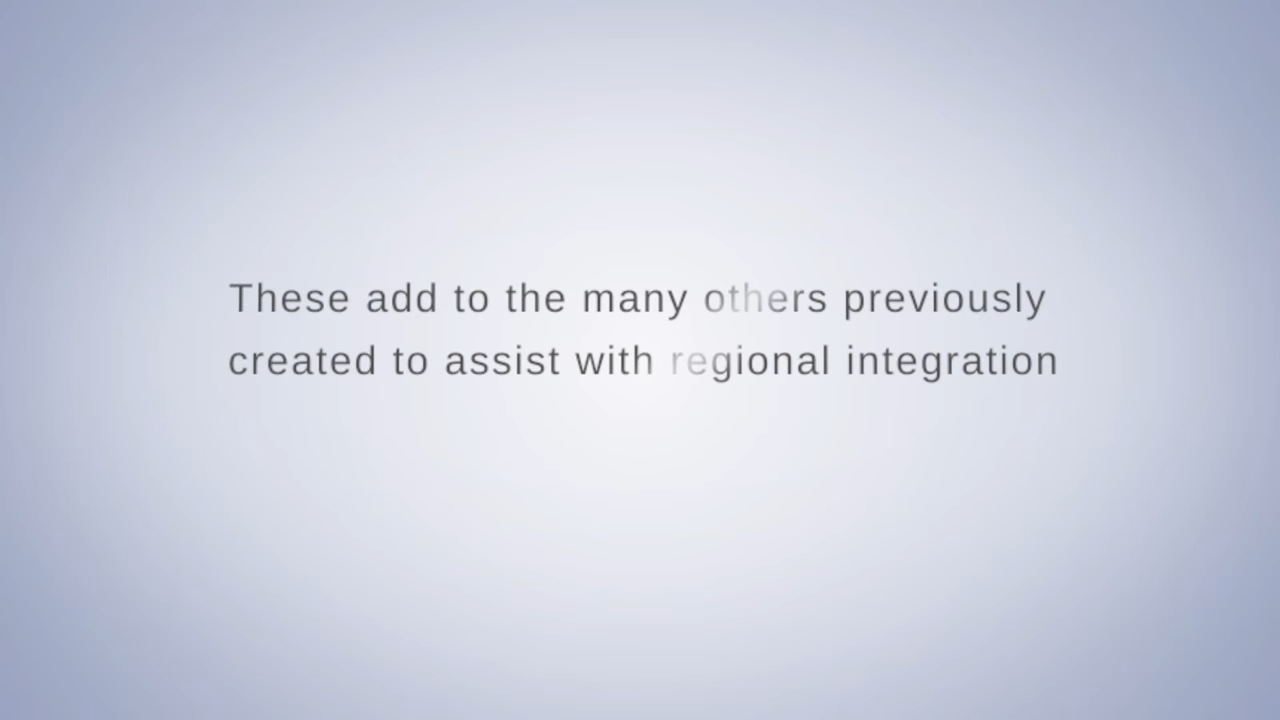 These add to the many others previously
created to assist with regional integration